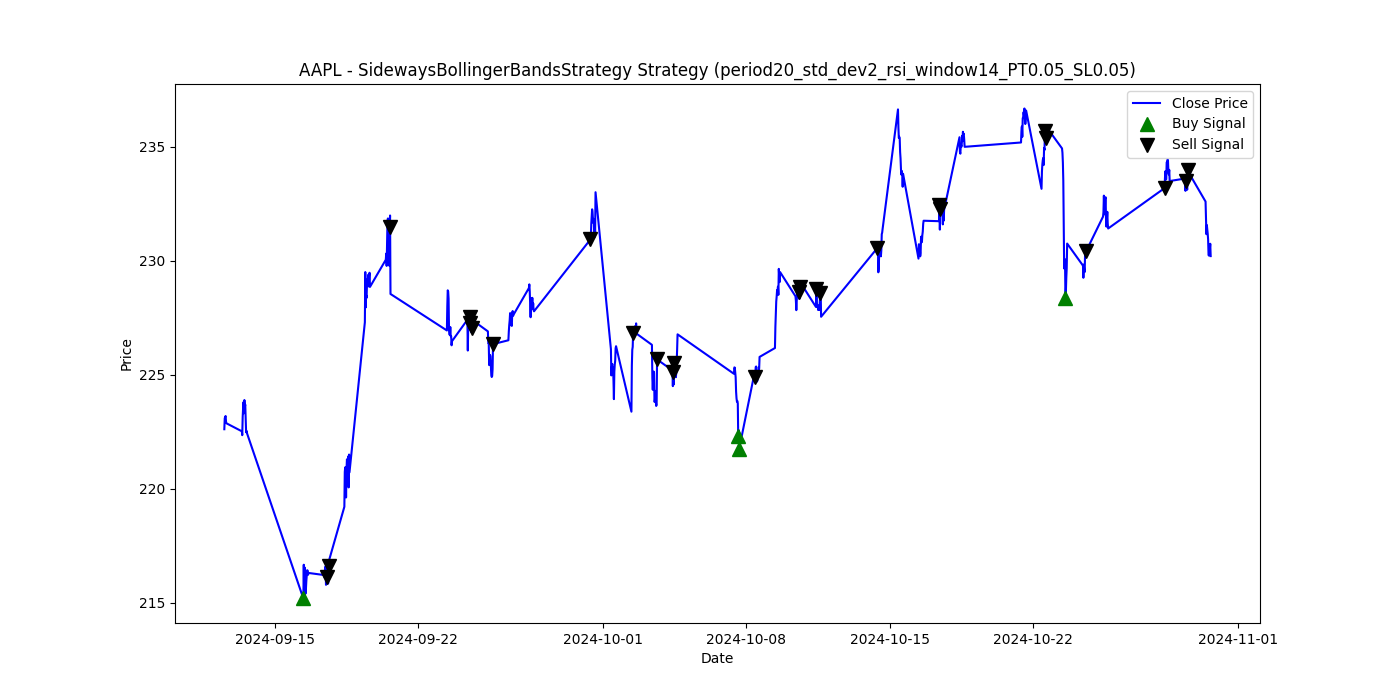 AAPL - SidewaysBollingerBandsStrategy Strategy (period20_std_dev2_rsi_window14_PT0.05_SL0.05)
Close Price
Buy Signal
Sell Signal
235
230
225
220
215
Price
2024-09-15 2024-09-22 2024-10-01 2024-10-08 2024-10-15 2024-10-22 2024-11-01
Date